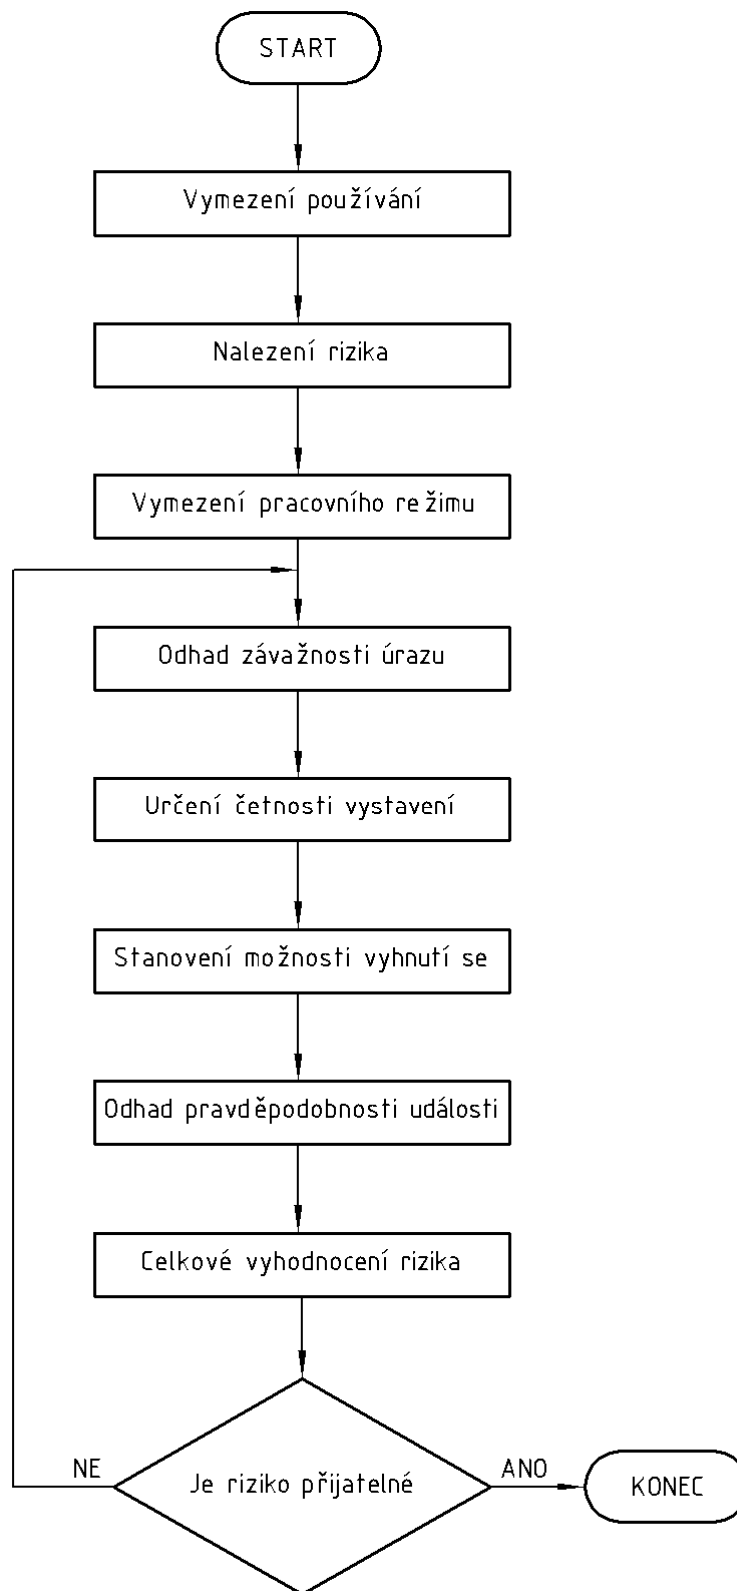 START
Vymezení používání
Nalezení rizika
Vymezení pracovního režimu
Odhad závažnosti úrazu
Určení četnosti vystavení
Stanovení možnosti vyhnutí se
Odhad pravděpodobnosti události
Celkové vyhodnocení rizika
NE
Je riziko přijatelné
ANO
KONEC